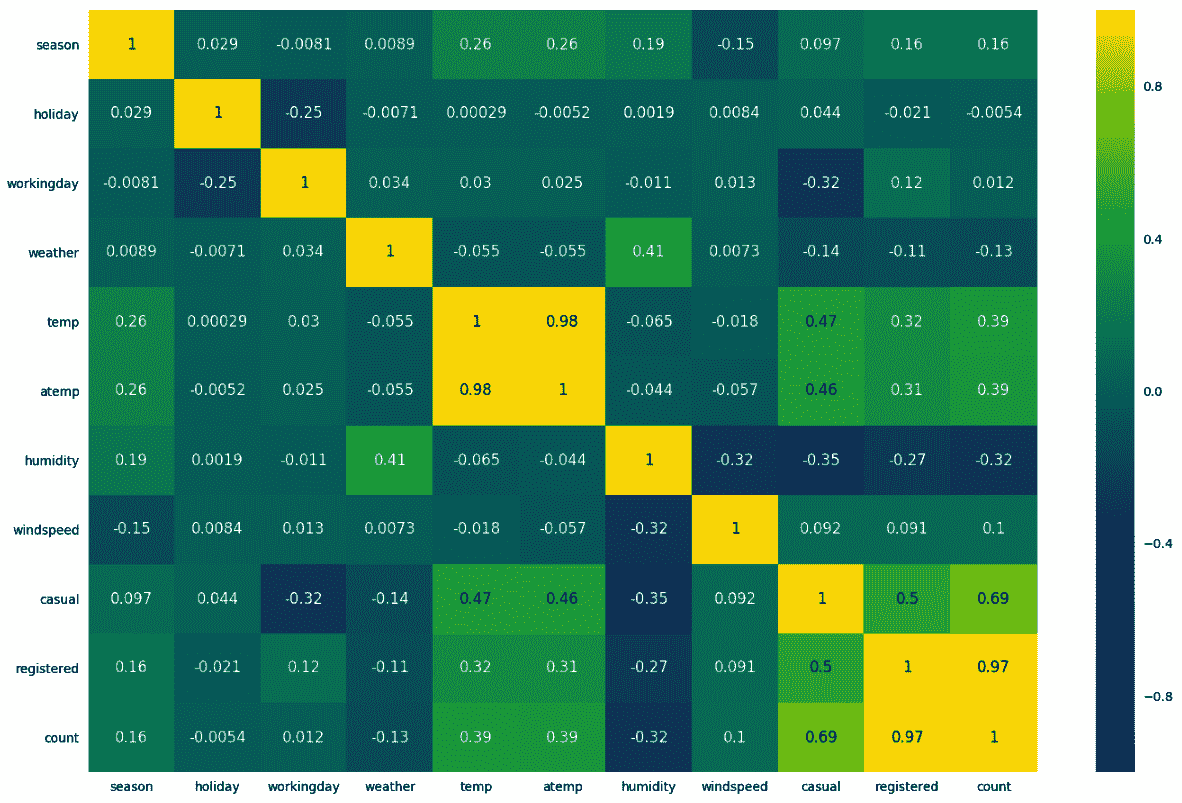 season 1 0.029 -0.0081 0.0089 0.26 0.26 0.19 -0.15 0.097 0.16 0.16
holiday 0.029 1 -0.25 -0.0071 0.00029 -0.0052 0.0019 0.0084 0.044 -0.021 -0.0054
workingday -0.0081 -0.25 1 0.034 0.03 0.025 -0.011 0.013 -0.32 0.12 0.012
weather 0.0089 -0.0071 0.034 1 -0.055 -0.055 0.41 0.0073 -0.14 -0.11 -0.13
temp 0.26 0.00029 0.03 -0.055 1 0.98 -0.065 -0.018 0.47 0.32 0.39
atemp 0.26 -0.0052 0.025 -0.055 0.98 1 -0.044 -0.057 0.46 0.31 0.39
humidity 0.19 0.0019 -0.011 0.41 -0.065 -0.044 1 -0.32 -0.35 -0.27 -0.32
windspeed -0.15 0.0084 0.013 0.0073 -0.018 -0.057 -0.32 1 0.092 0.091 0.1
casual 0.097 0.044 -0.32 -0.14 0.47 0.46 -0.35 0.092 1 0.5 0.69
registered 0.16 -0.021 0.12 -0.11 0.32 0.31 -0.27 0.091 0.5 1 0.97
count 0.16 -0.0054 0.012 -0.13 0.39 0.39 -0.32 0.1 0.69 0.97 1
season holiday workingday weather temp atemp humidity windspeed casual registered count
0.8
0.4
0.0
−0.4
−0.8